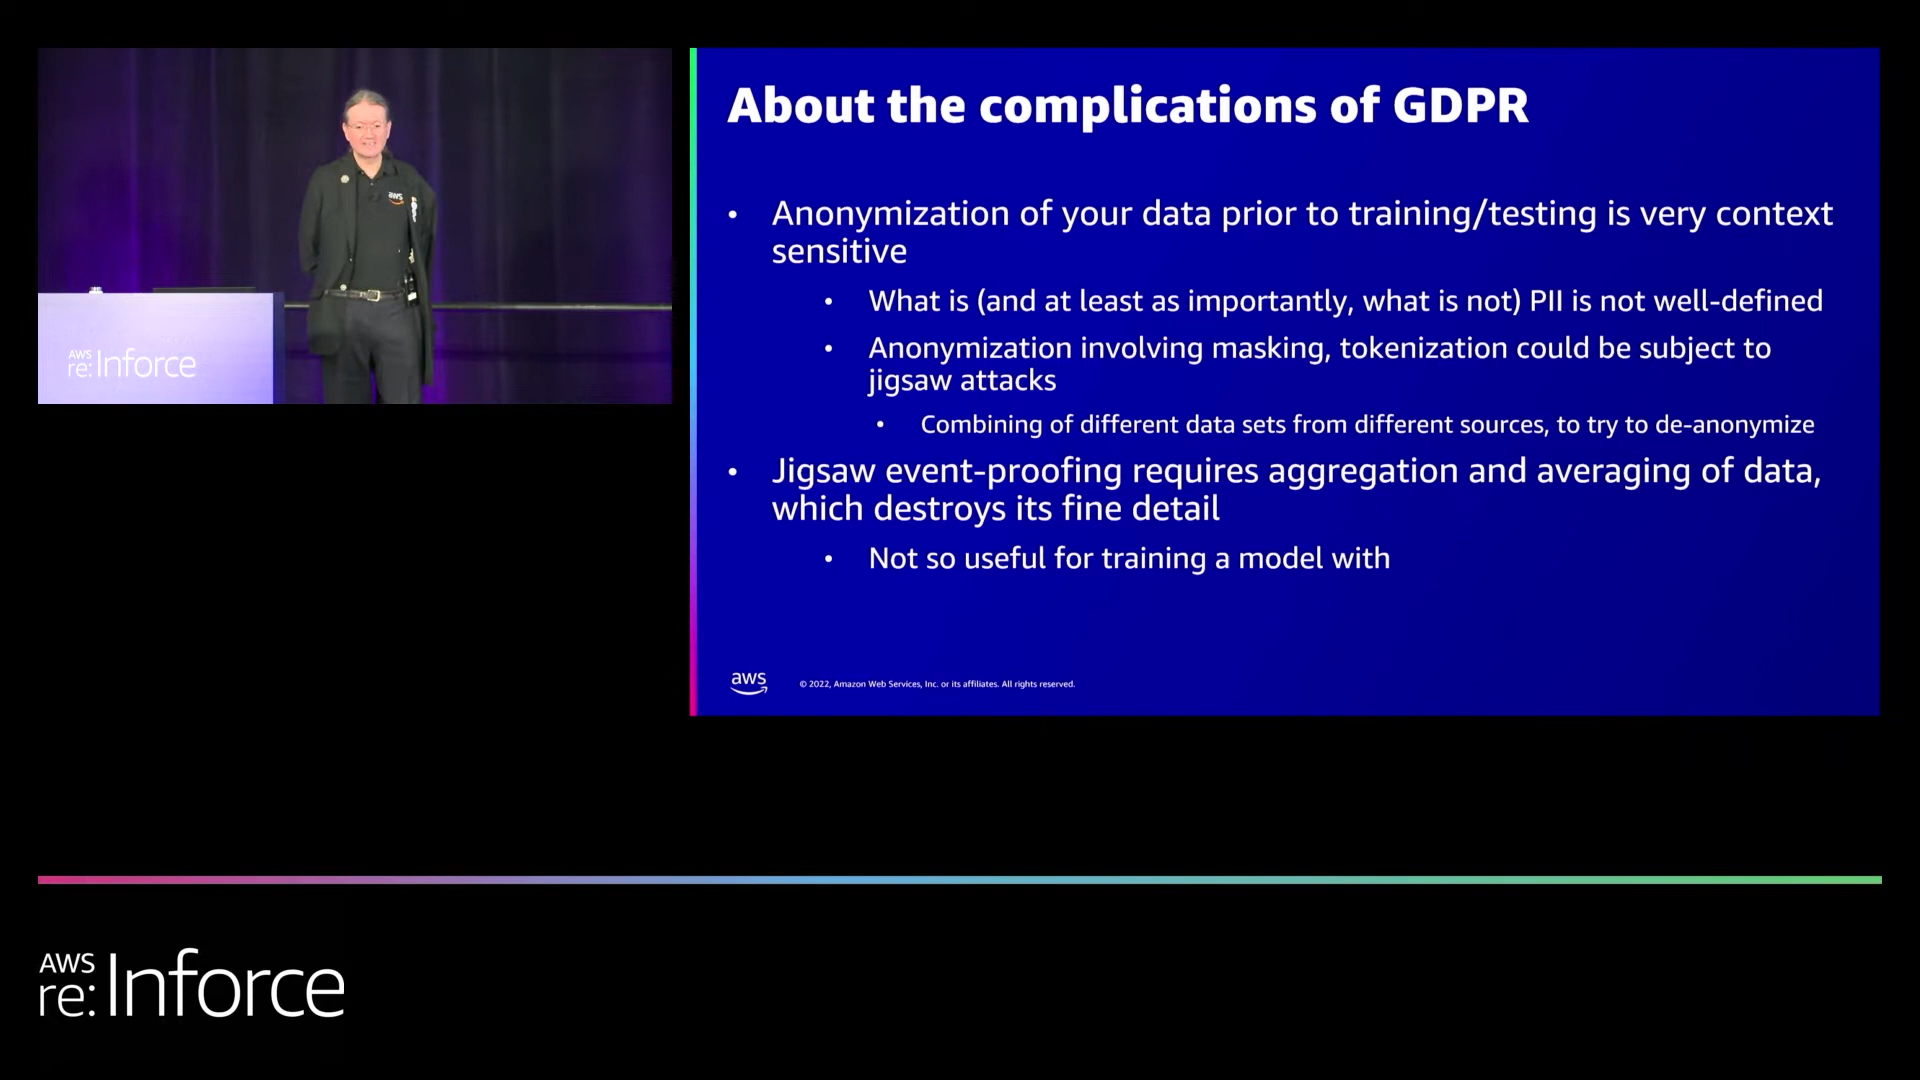 aws
AWS
re:Inforce
About the complications of GDPR
• Anonymization of your data prior to training/testing is very context
sensitive
• What is (and at least as importantly, what is not) PII is not well-defined
• Anonymization involving masking, tokenization could be subject to
jigsaw attacks
• Combining of different data sets from different sources, to try to de-anonymize
• Jigsaw event-proofing requires aggregation and averaging of data,
which destroys its fine detail
• Not so useful for training a model with
aws
© 2022, Amazon Web Services, Inc. or its affiliates. All rights reserved.
AWS
re:Inforce